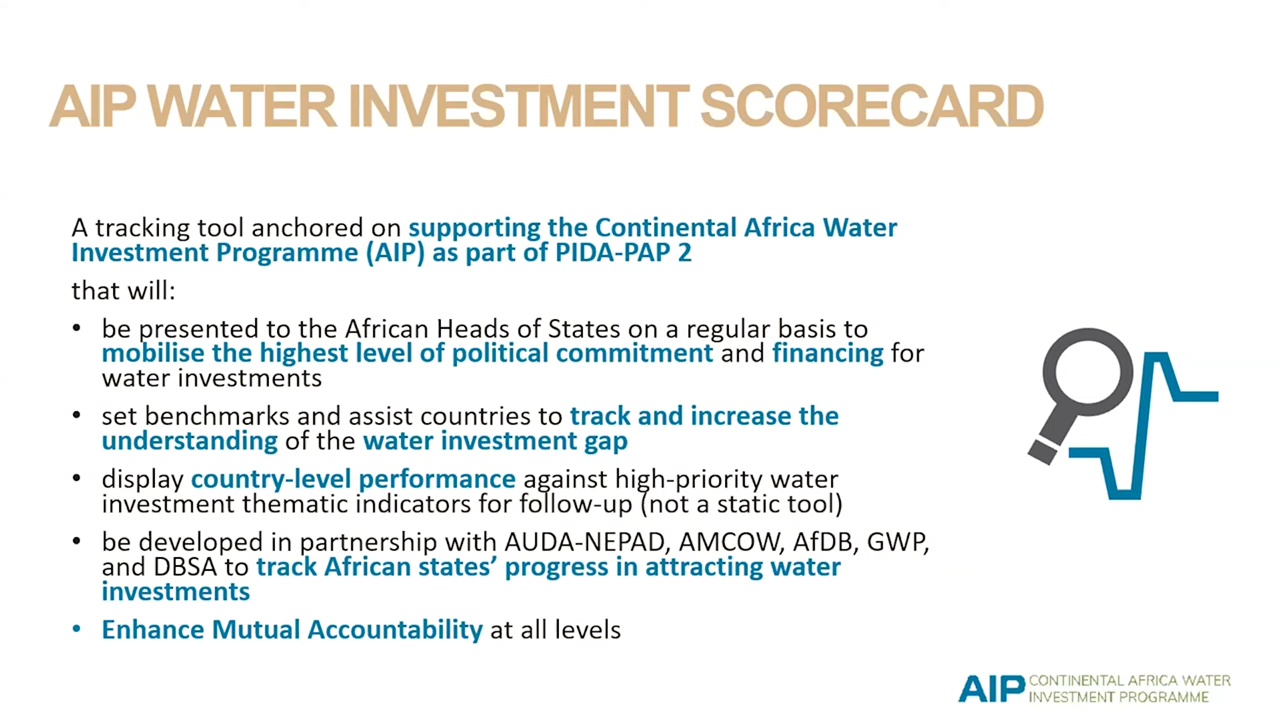 AIP WATER INVESTMENT SCORECARD
A tracking tool anchored on supporting the Continental Africa Water
Investment Programme (AIP) as part of PIDA-PAP 2
that will:
• be presented to the African Heads of States on a regular basis to
mobilise the highest level of political commitment and financing for
water investments
• set benchmarks and assist countries to track and increase the
understanding of the water investment gap
• display country-level performance against high-priority water
investment thematic indicators for follow-up (not a static tool)
• be developed in partnership with AUDA-NEPAD, AMCOW, AfDB, GWP,
and DBSA to track African states’ progress in attracting water
investments
• Enhance Mutual Accountability at all levels
AIP CONTINENTAL AFRICA WATER
INVESTMENT PROGRAMME